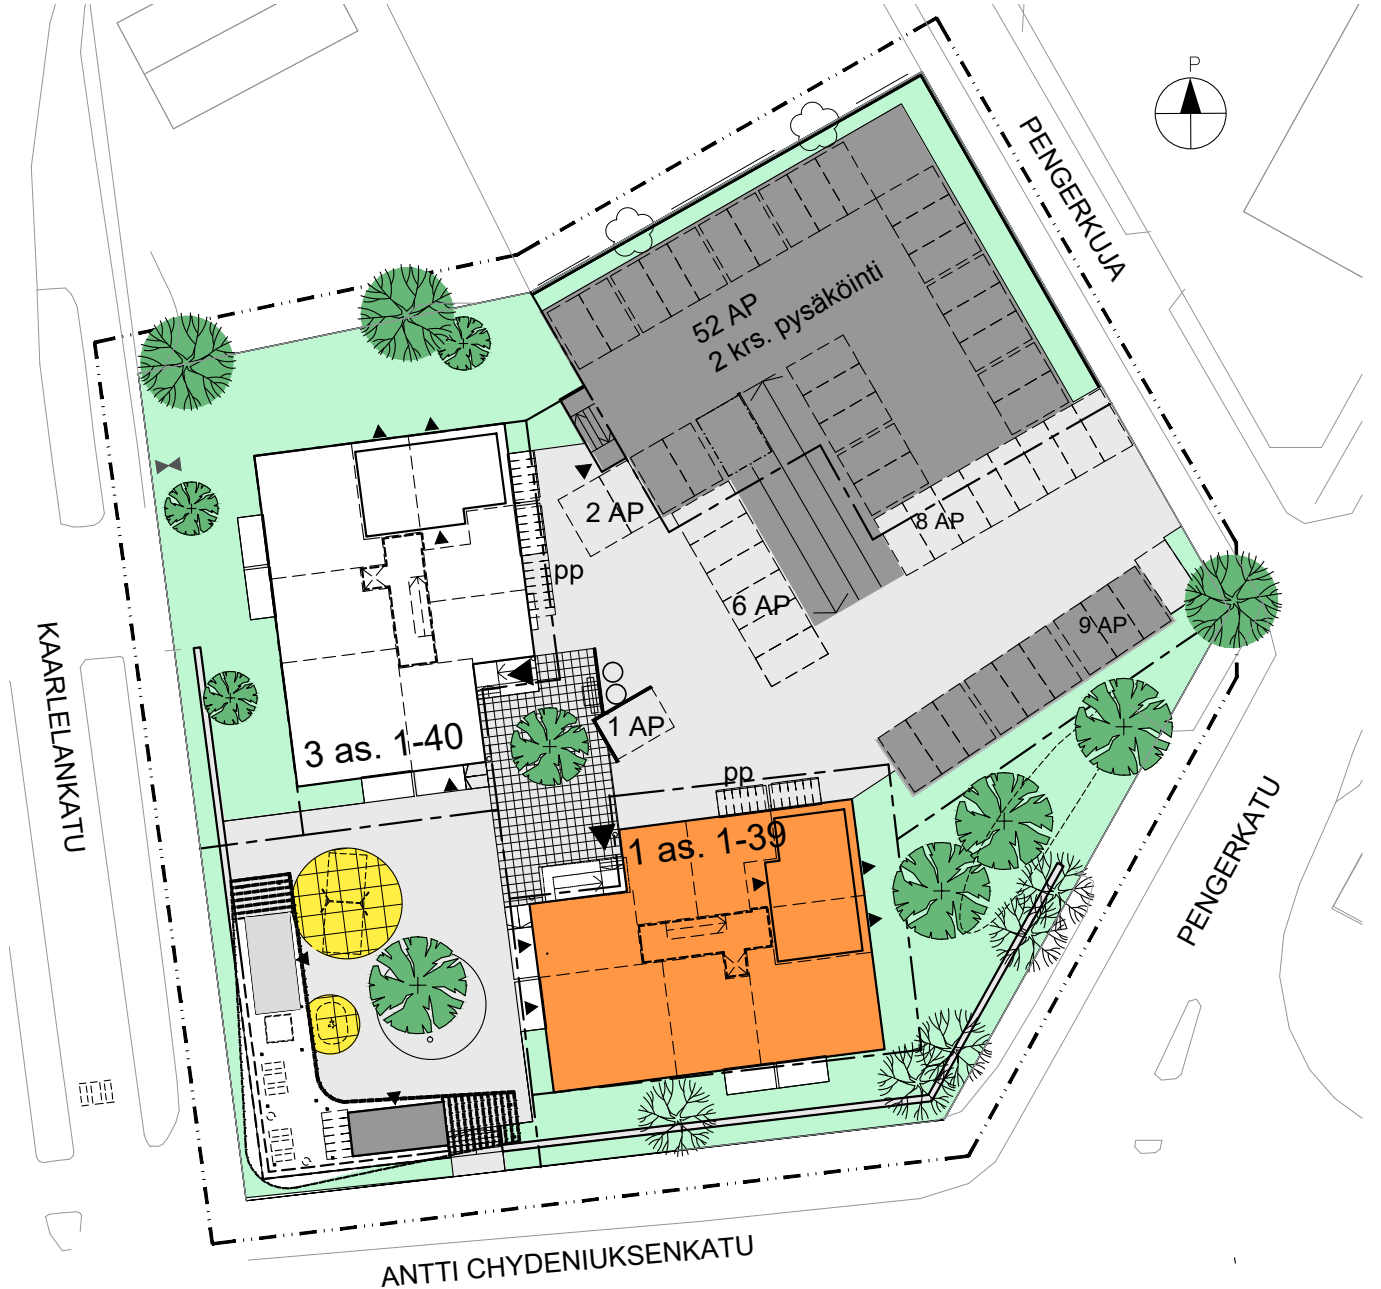 P
PENGERKUJA
52 AP
2 krs. pysäköinti
2 AP
8 AP
pp
6 AP
9 AP
KAARLELANKATU
1 AP
3 as. 1-40
pp
1 as. 1-39
PENGERKATU
ANTTI CHYDENIUKSENKATU